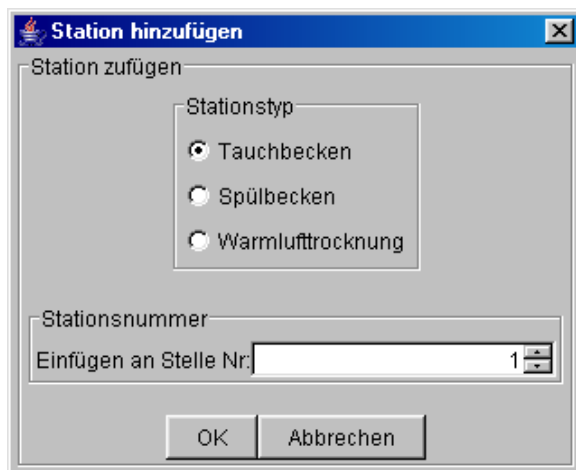 Station hinzufügen
Station zufügen
Stationstyp
Tauchbecken
Spülbecken
Warmlufttrocknung
Stationsnummer
Einfügen an Stelle Nr: 1
OK Abbrechen